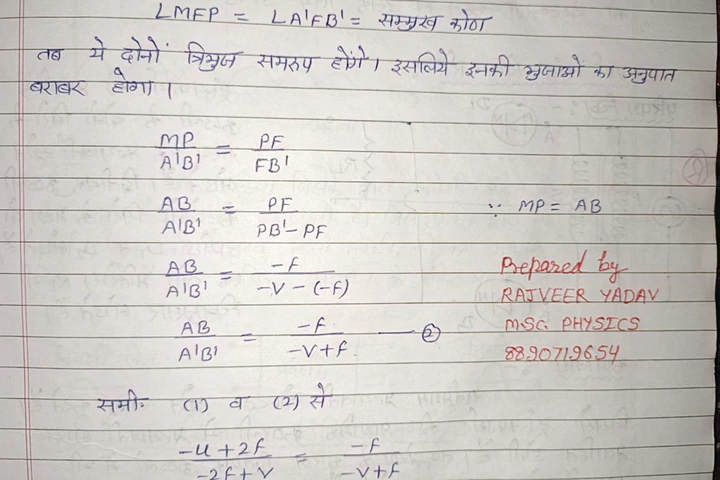 ∠MFP = ∠A'FB' = सम्मुख कोण
तब ये दोनों त्रिभुज समरुप होंगे। इसलिये इनकी भुजाओं का अनुपात
बराबर होगा।
MP/A'B' = PF/FB'
AB/A'B' = PF/PB'-PF ∵ MP = AB
AB/A'B' = -f/-v-(-f)
AB/A'B' = -f/-v+f — ②
Prepared by
RAJVEER YADAV
MSC PHYSICS
8890719654
समी. (1) व (2) से
-u+2f/-2f+v = -f/-v+f